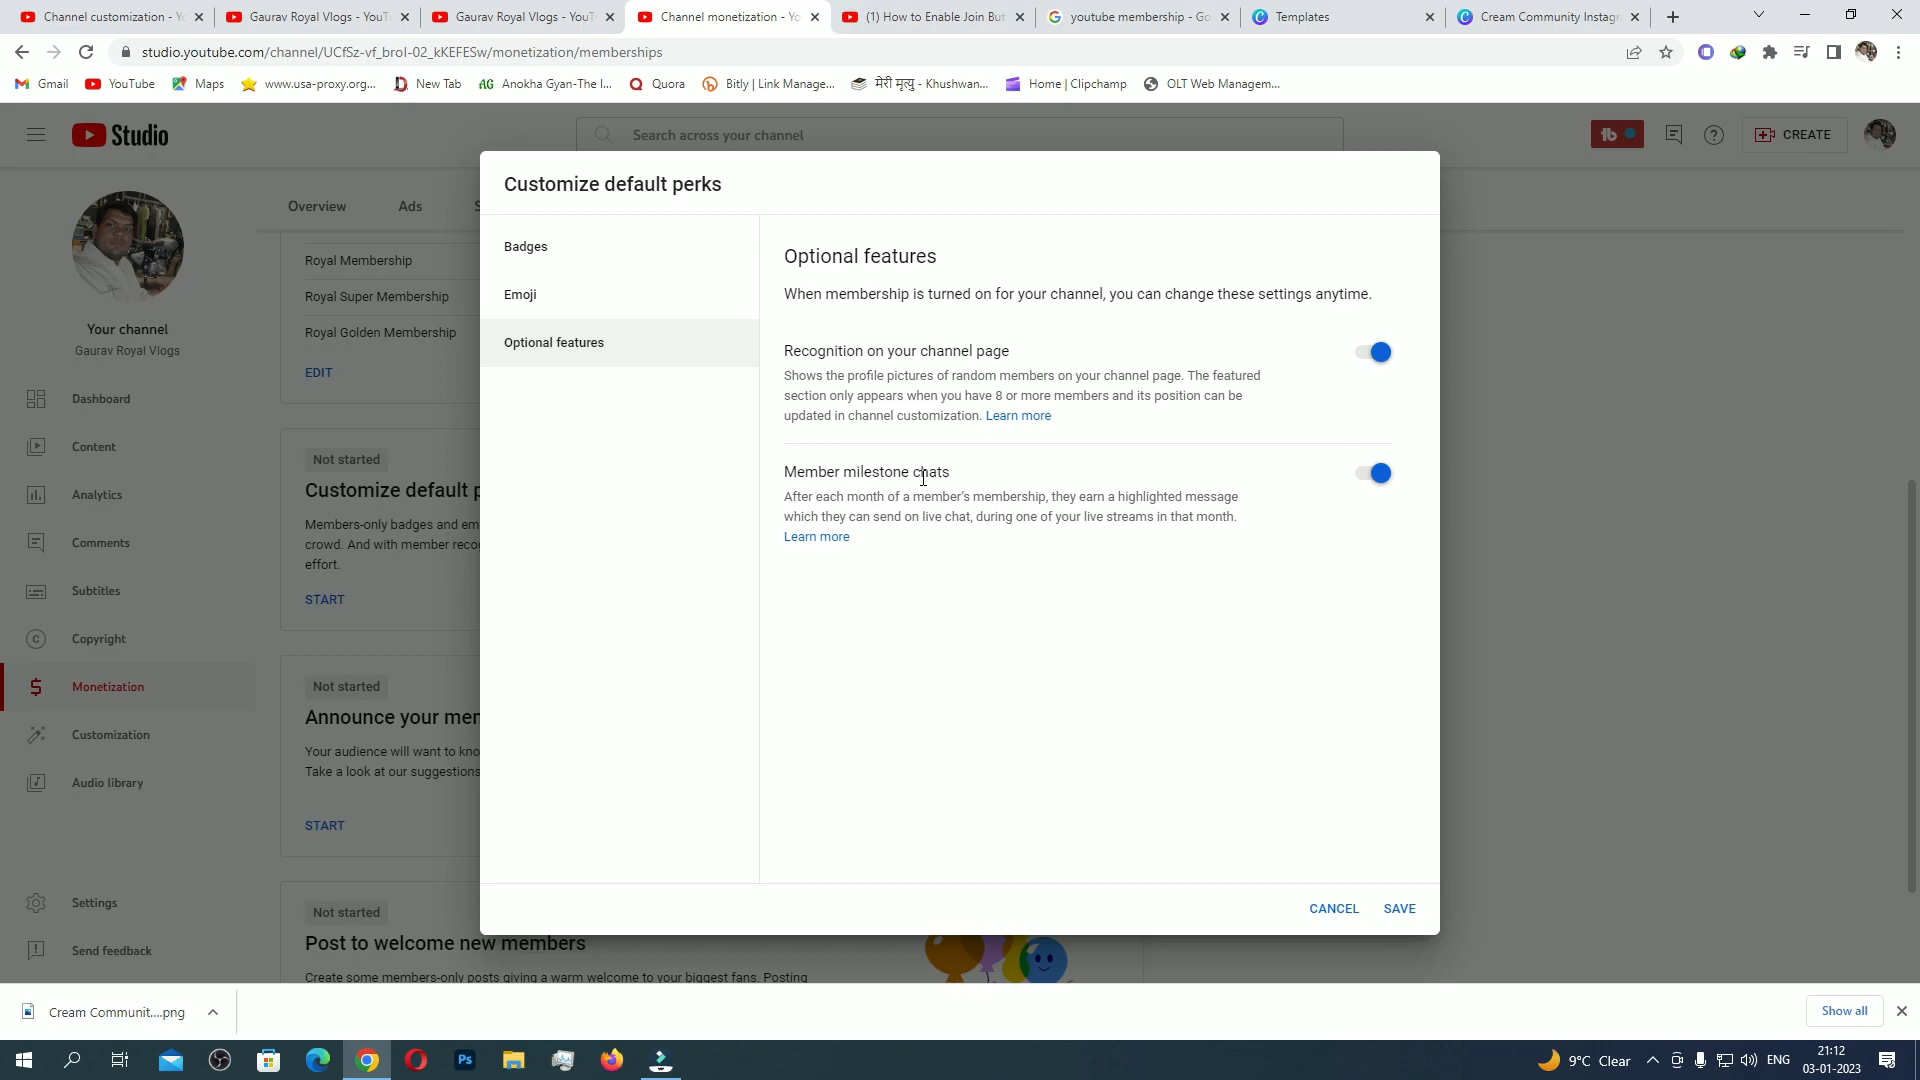 Channel customization - Yo
Gaurav Royal Vlogs - YouT
Gaurav Royal Vlogs - YouT
Channel monetization - Yo
(1) How to Enable Join But
youtube membership - Go
Templates
Cream Community Instagr
studio.youtube.com/channel/UCfSz-vf_broI-02_kKEFESw/monetization/memberships
Gmail
YouTube
Maps
www.usa-proxy.org...
New Tab
AG
Anokha Gyan-The I...
Quora
Bitly | Link Manage...
मेरी मृत्यु - Khushwan...
Home | Clipchamp
OLT Web Managem...
Studio
Search across your channel
CREATE
Your channel
Gaurav Royal Vlogs
Dashboard
Content
Analytics
Comments
Subtitles
Copyright
Monetization
Customization
Audio library
Settings
Send feedback
Overview
Ads
Royal Membership
Royal Super Membership
Royal Golden Membership
EDIT
Not started
Customize default p
Members-only badges and em
crowd. And with member reco
effort.
START
Not started
Announce your mem
Your audience will want to kno
Take a look at our suggestions
START
Not started
Post to welcome new members
Create some members-only posts giving a warm welcome to your biggest fans. Posting
Customize default perks
Badges
Emoji
Optional features
Optional features
When membership is turned on for your channel, you can change these settings anytime.
Recognition on your channel page
Shows the profile pictures of random members on your channel page. The featured
section only appears when you have 8 or more members and its position can be
updated in channel customization. Learn more
Member milestone chats
After each month of a member's membership, they earn a highlighted message
which they can send on live chat, during one of your live streams in that month.
Learn more
CANCEL
SAVE
Cream Communit....png
Show all
Ps
9°C Clear
ENG
21:12
03-01-2023